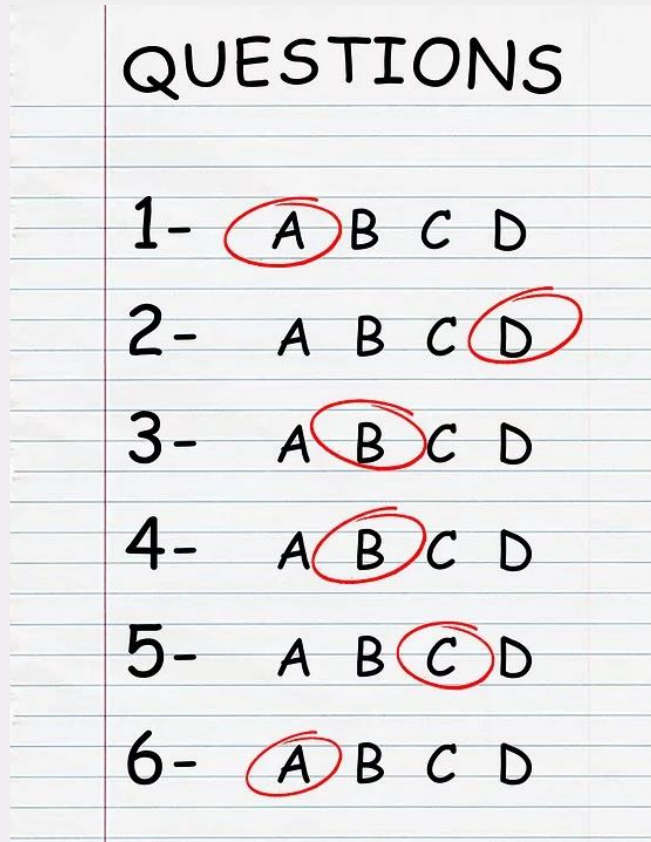 QUESTIONS
1- A B C D
2- A B C D
3- A B C D
4- A B C D
5- A B C D
6- A B C D